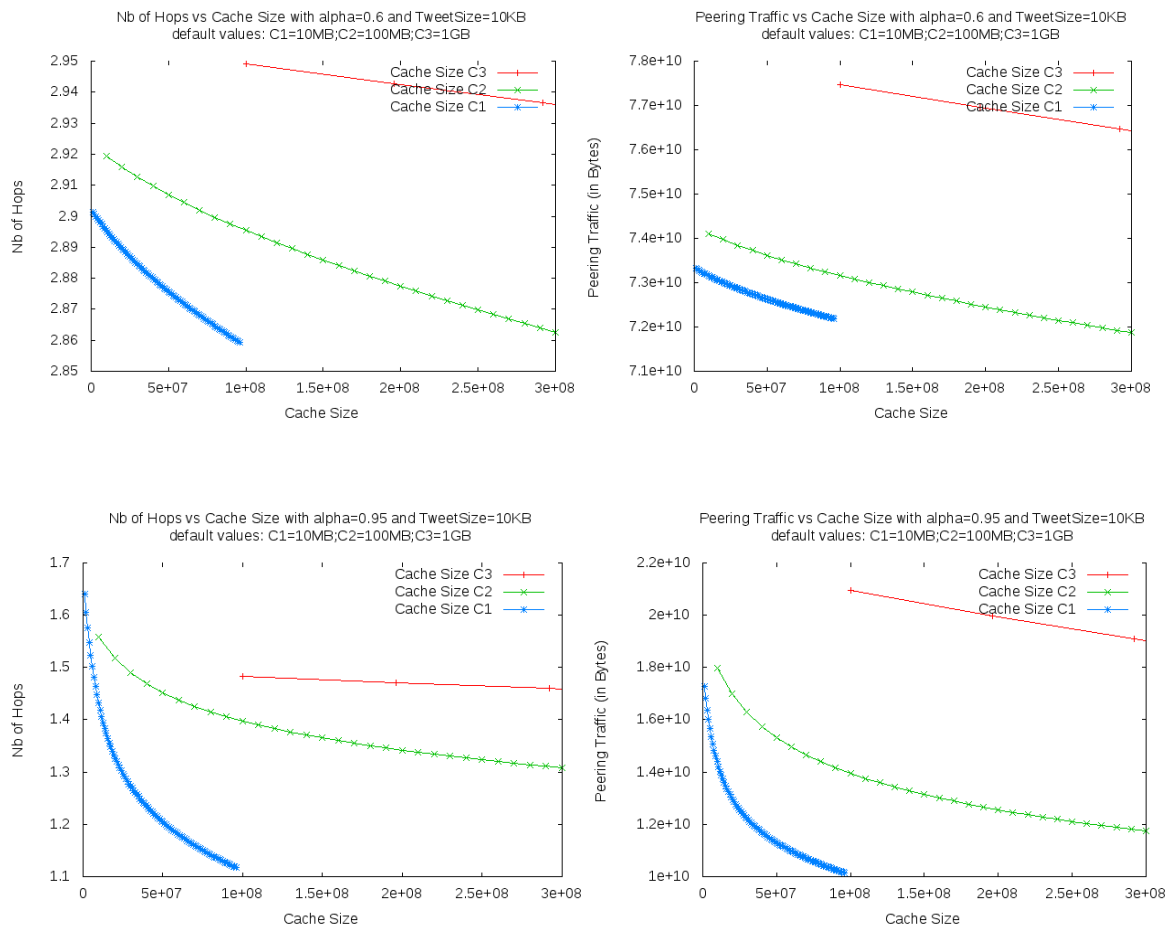 Nb of Hops vs Cache Size with alpha=0.6 and TweetSize=10KB
default values: C1=10MB;C2=100MB;C3=1GB
2.95
2.94
2.93
2.92
2.91
2.9
2.89
2.88
2.87
2.86
2.85
Nb of Hops
Cache Size C3
Cache Size C2
Cache Size C1
0
5e+07
1e+08
1.5e+08
2e+08
2.5e+08
3e+08
Cache Size
Peering Traffic vs Cache Size with alpha=0.6 and TweetSize=10KB
default values: C1=10MB;C2=100MB;C3=1GB
7.8e+10
7.7e+10
7.6e+10
7.5e+10
7.4e+10
7.3e+10
7.2e+10
7.1e+10
Peering Traffic (in Bytes)
Cache Size C3
Cache Size C2
Cache Size C1
0
5e+07
1e+08
1.5e+08
2e+08
2.5e+08
3e+08
Cache Size
Nb of Hops vs Cache Size with alpha=0.95 and TweetSize=10KB
default values: C1=10MB;C2=100MB;C3=1GB
1.7
1.6
1.5
1.4
1.3
1.2
1.1
Nb of Hops
Cache Size C3
Cache Size C2
Cache Size C1
0
5e+07
1e+08
1.5e+08
2e+08
2.5e+08
3e+08
Cache Size
Peering Traffic vs Cache Size with alpha=0.95 and TweetSize=10KB
default values: C1=10MB;C2=100MB;C3=1GB
2.2e+10
2e+10
1.8e+10
1.6e+10
1.4e+10
1.2e+10
1e+10
Peering Traffic (in Bytes)
Cache Size C3
Cache Size C2
Cache Size C1
0
5e+07
1e+08
1.5e+08
2e+08
2.5e+08
3e+08
Cache Size